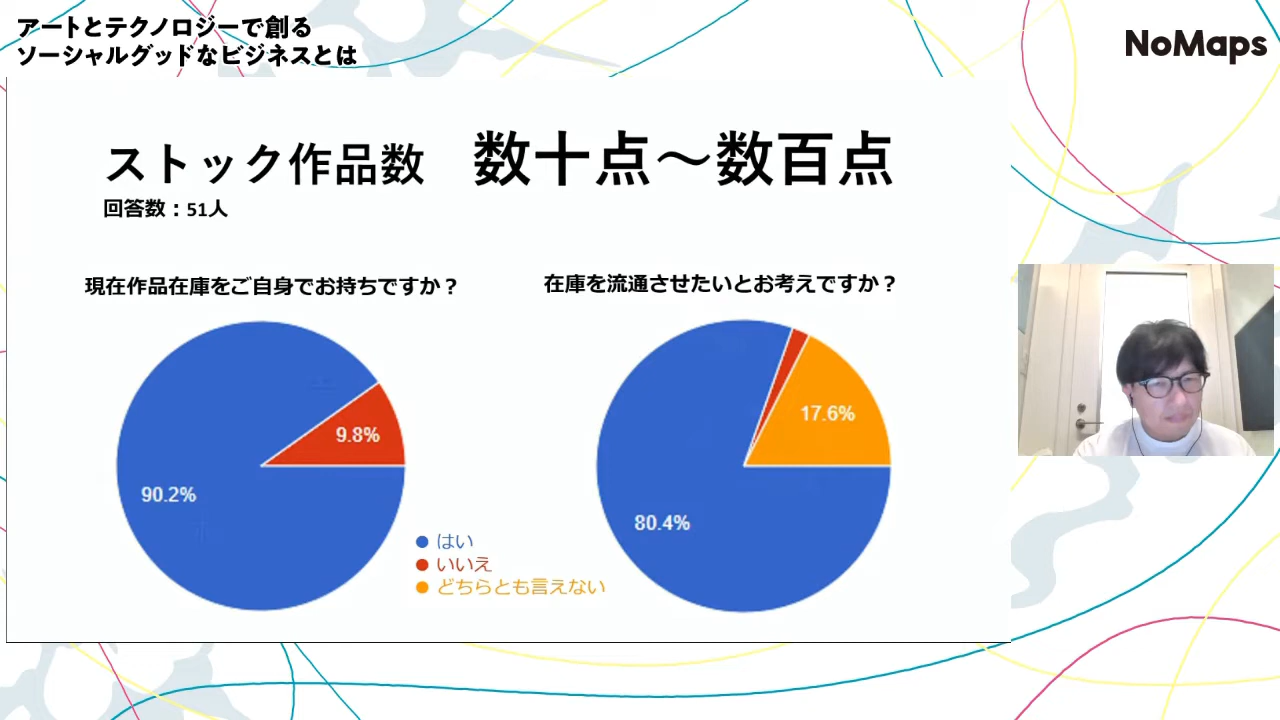 アートとテクノロジーで創る
ソーシャルグッドなビジネスとは
NoMaps
ストック作品数 数十点～数百点
回答数：51人
現在作品在庫をご自身でお持ちですか？
在庫を流通させたいとお考えですか？
9.8%
90.2%
17.6%
80.4%
はい
いいえ
どちらとも言えない